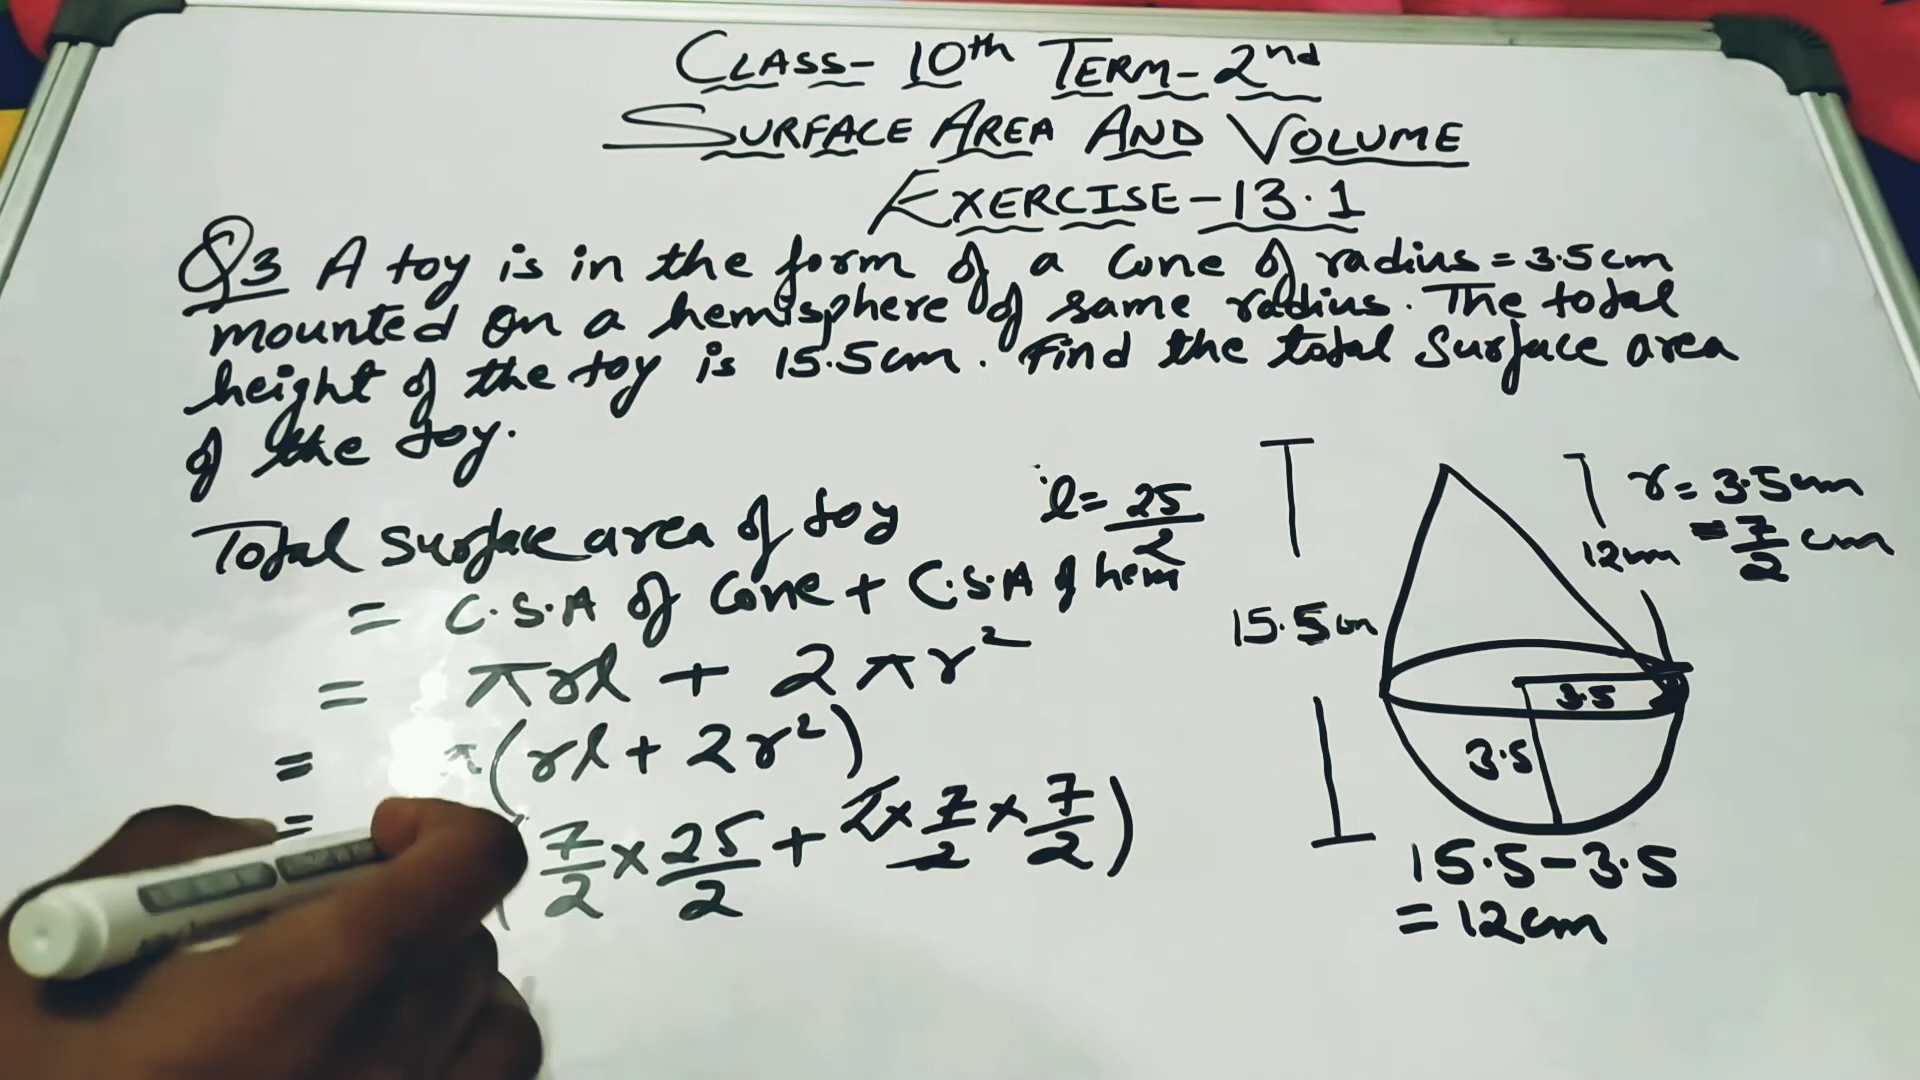 CLASS- 10th TERM- 2nd
SURFACE AREA AND VOLUME
EXERCISE-13.1
Q3 A toy is in the form of a cone of radius = 3.5cm
mounted on a hemisphere of same radius. The total
height of the toy is 15.5cm. Find the total surface area
of the toy.
Total surface area of toy
l = 25/2
= C.S.A of cone + C.S.A of hem
= πrl + 2πr²
= π(rl + 2r²)
= (7/2 × 25/2 + 2 × 7/2 × 7/2)
15.5cm
12cm
r = 3.5cm
= 7/2 cm
3.5
3.5
15.5-3.5
= 12cm